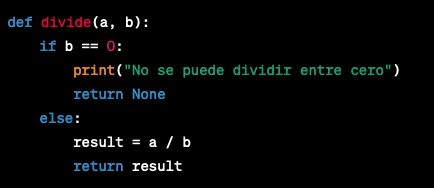 def divide(a, b):
    if b == 0:
        print("No se puede dividir entre cero")
        return None
    else:
        result = a / b
        return result